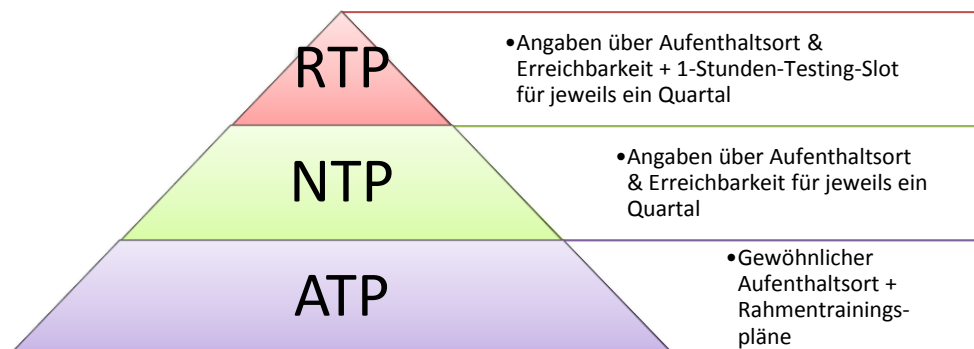 RTP
•Angaben über Aufenthaltsort &
Erreichbarkeit + 1-Stunden-Testing-Slot
für jeweils ein Quartal
NTP
•Angaben über Aufenthaltsort
& Erreichbarkeit für jeweils ein
Quartal
ATP
•Gewöhnlicher
Aufenthaltsort +
Rahmentrainings-
pläne